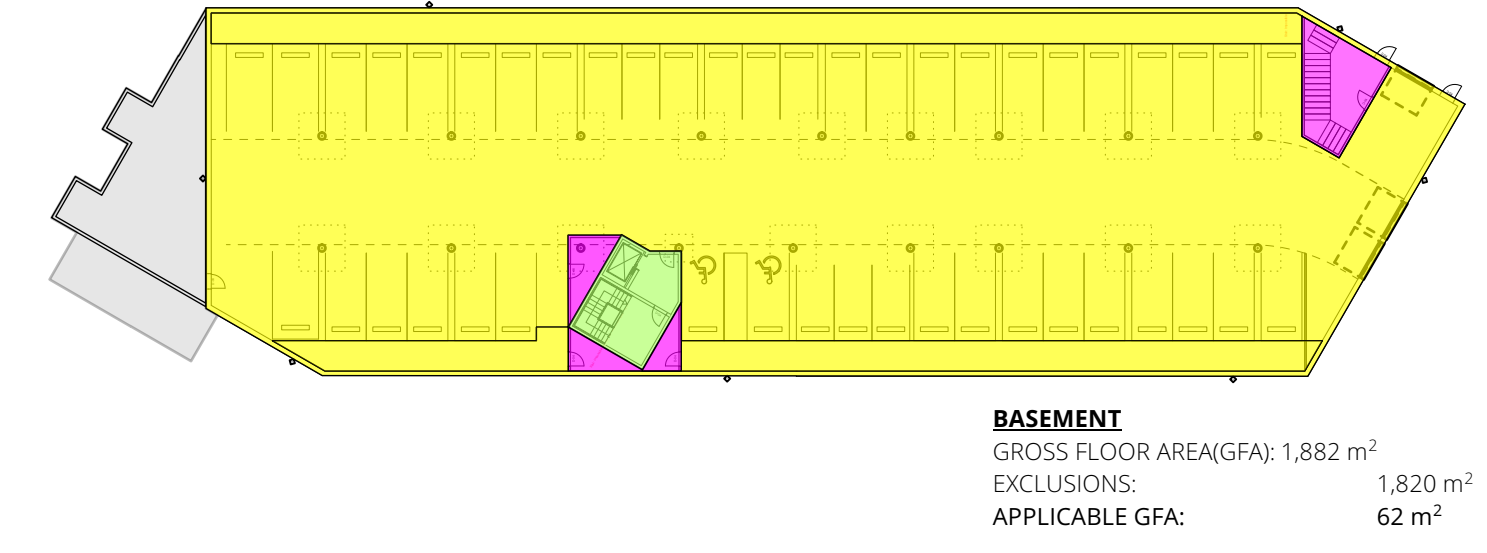 BASEMENT
GROSS FLOOR AREA(GFA): 1,882 m²
EXCLUSIONS: 1,820 m²
APPLICABLE GFA: 62 m²